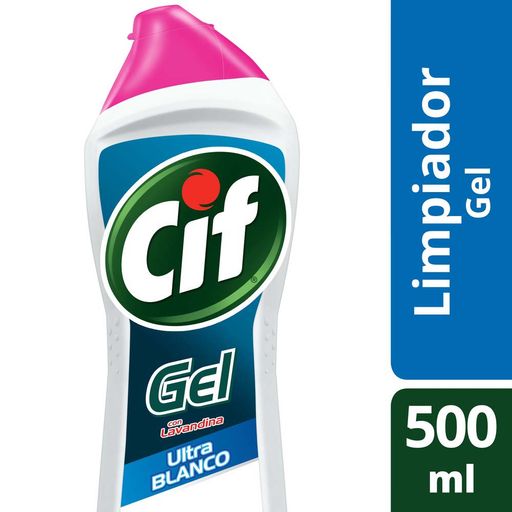 Cif
Gel
con
Lavandina
Ultra
BLANCO
Limpiador
Gel
500
ml